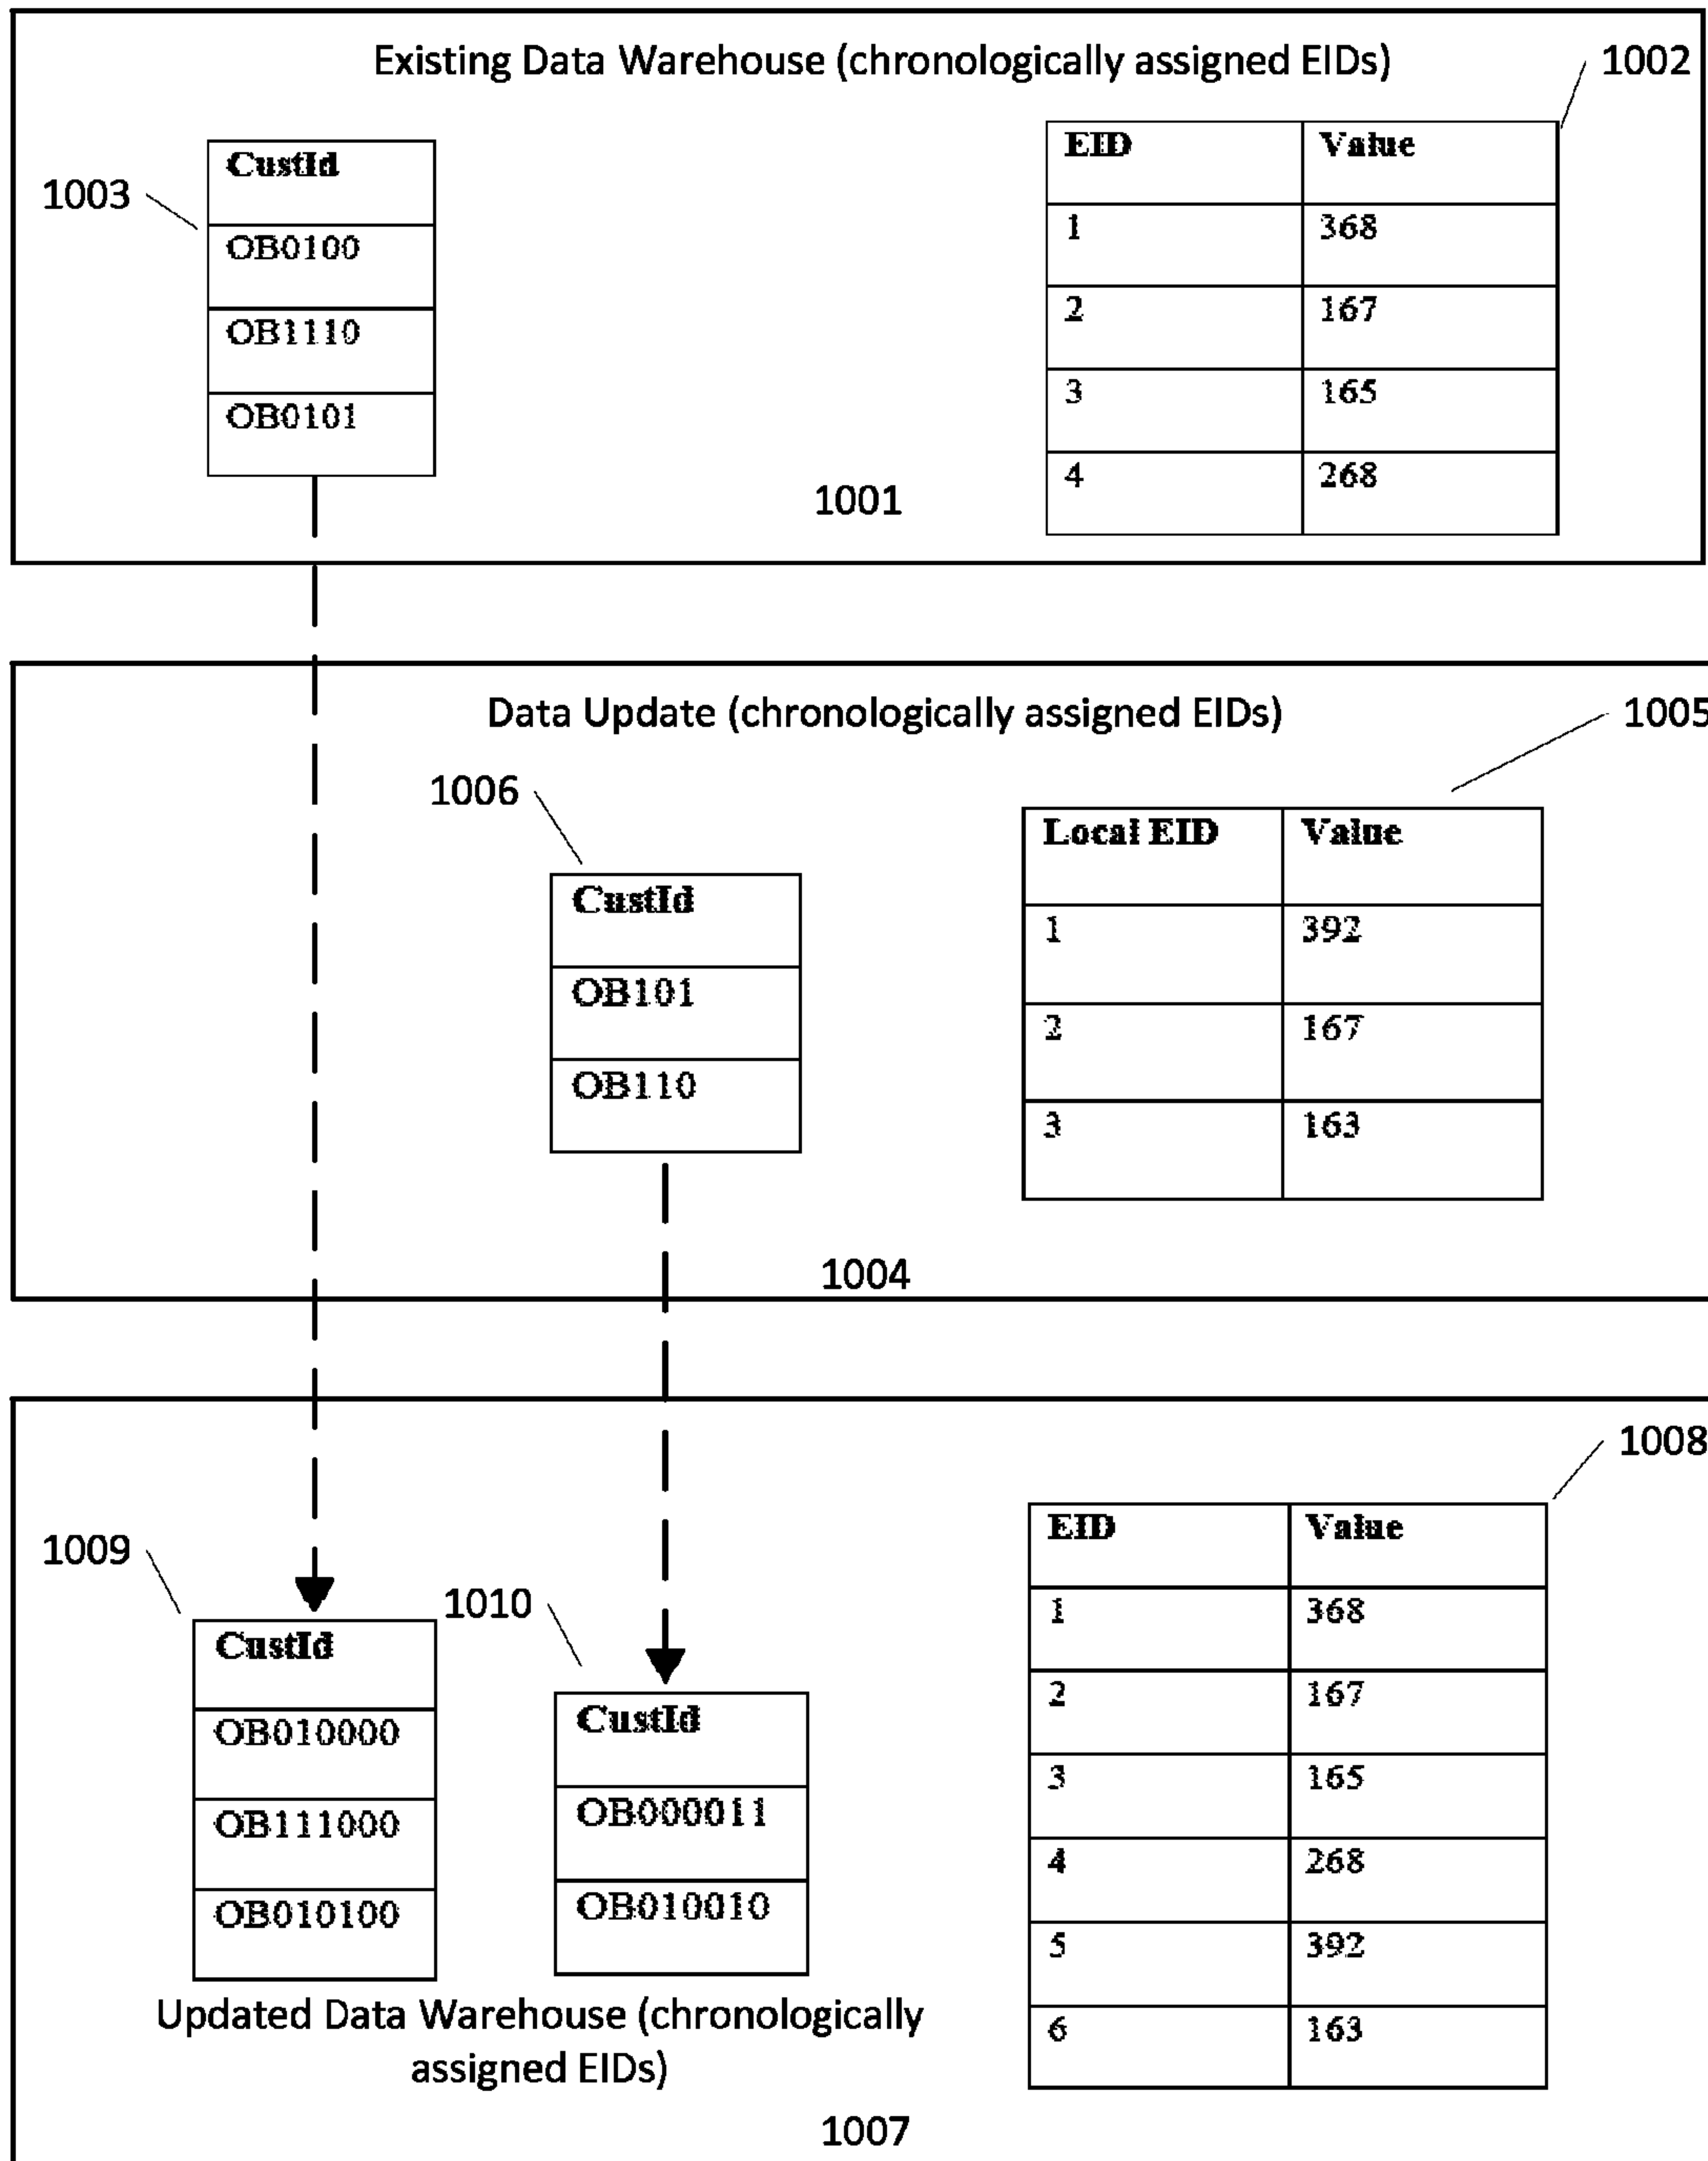 Existing Data Warehouse (chronologically assigned EIDs)
1002
1003
CustId
OB0100
OB1110
OB0101
EID Value
1 368
2 167
3 165
4 268
1001
Data Update (chronologically assigned EIDs)
1005
1006
CustId
OB101
OB110
Local EID Value
1 392
2 167
3 163
1004
1008
1009
CustId
OB010000
OB111000
OB010100
1010
CustId
OB000011
OB010010
EID Value
1 368
2 167
3 165
4 268
5 392
6 163
Updated Data Warehouse (chronologically
assigned EIDs)
1007